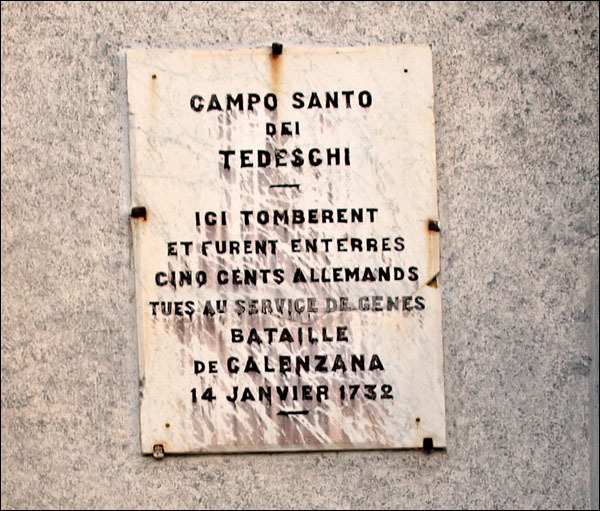 CAMPO SANTO
DEI
TEDESCHI
ICI TOMBERENT
ET FURENT ENTERRES
CINQ CENTS ALLEMANDS
TUES AU SERVICE DE GENES
BATAILLE
DE CALENZANA
14 JANVIER 1732